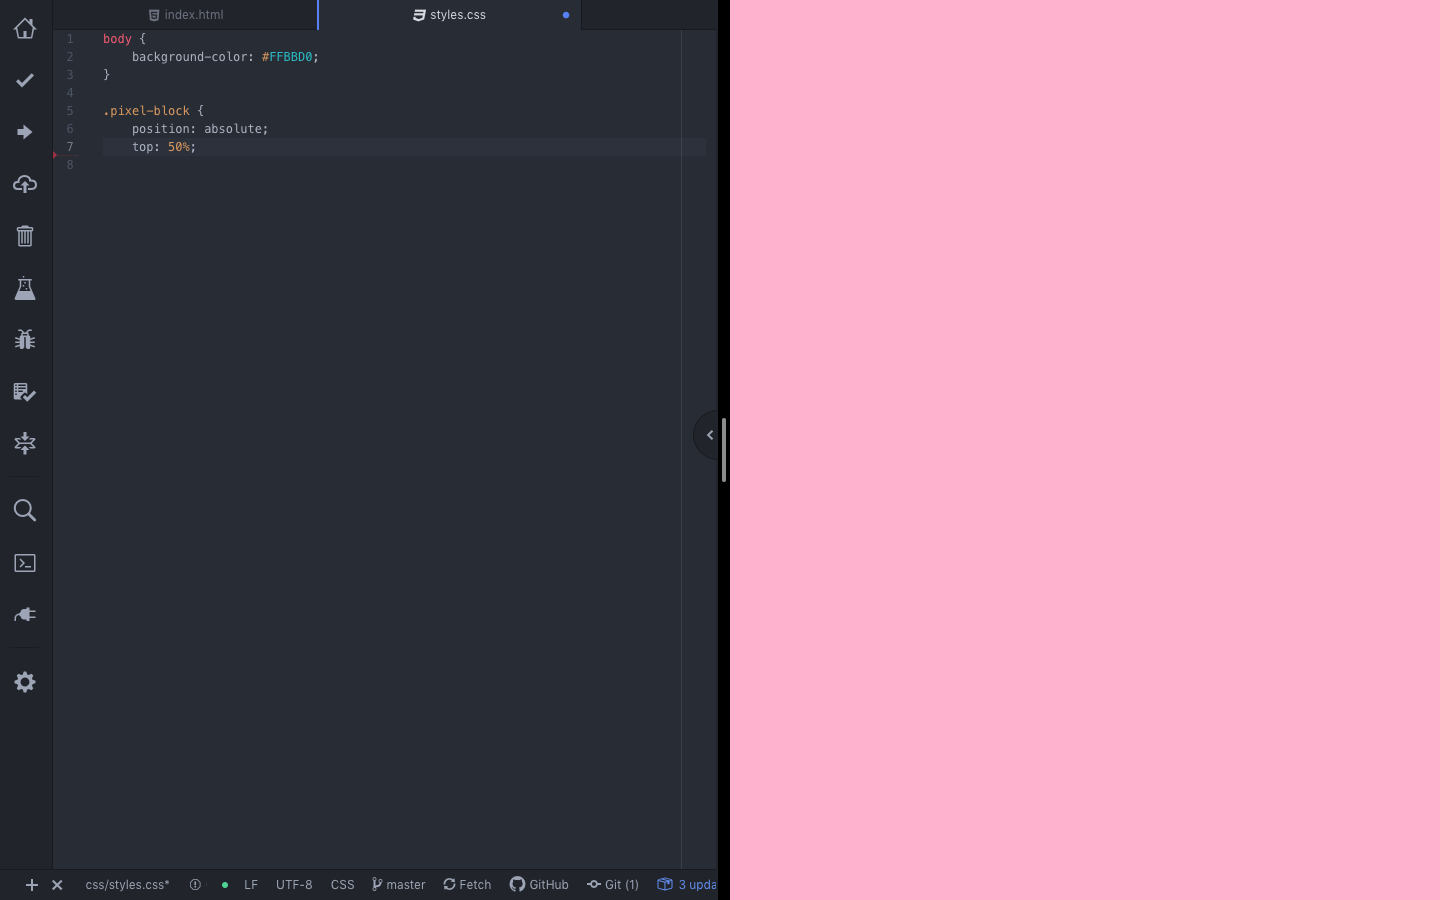 index.html
styles.css
1 body {
2 background-color: #FFBBD0;
3 }
4
5 .pixel-block {
6 position: absolute;
7 top: 50%;
8
css/styles.css* LF UTF-8 CSS master Fetch GitHub Git (1) 3 upda